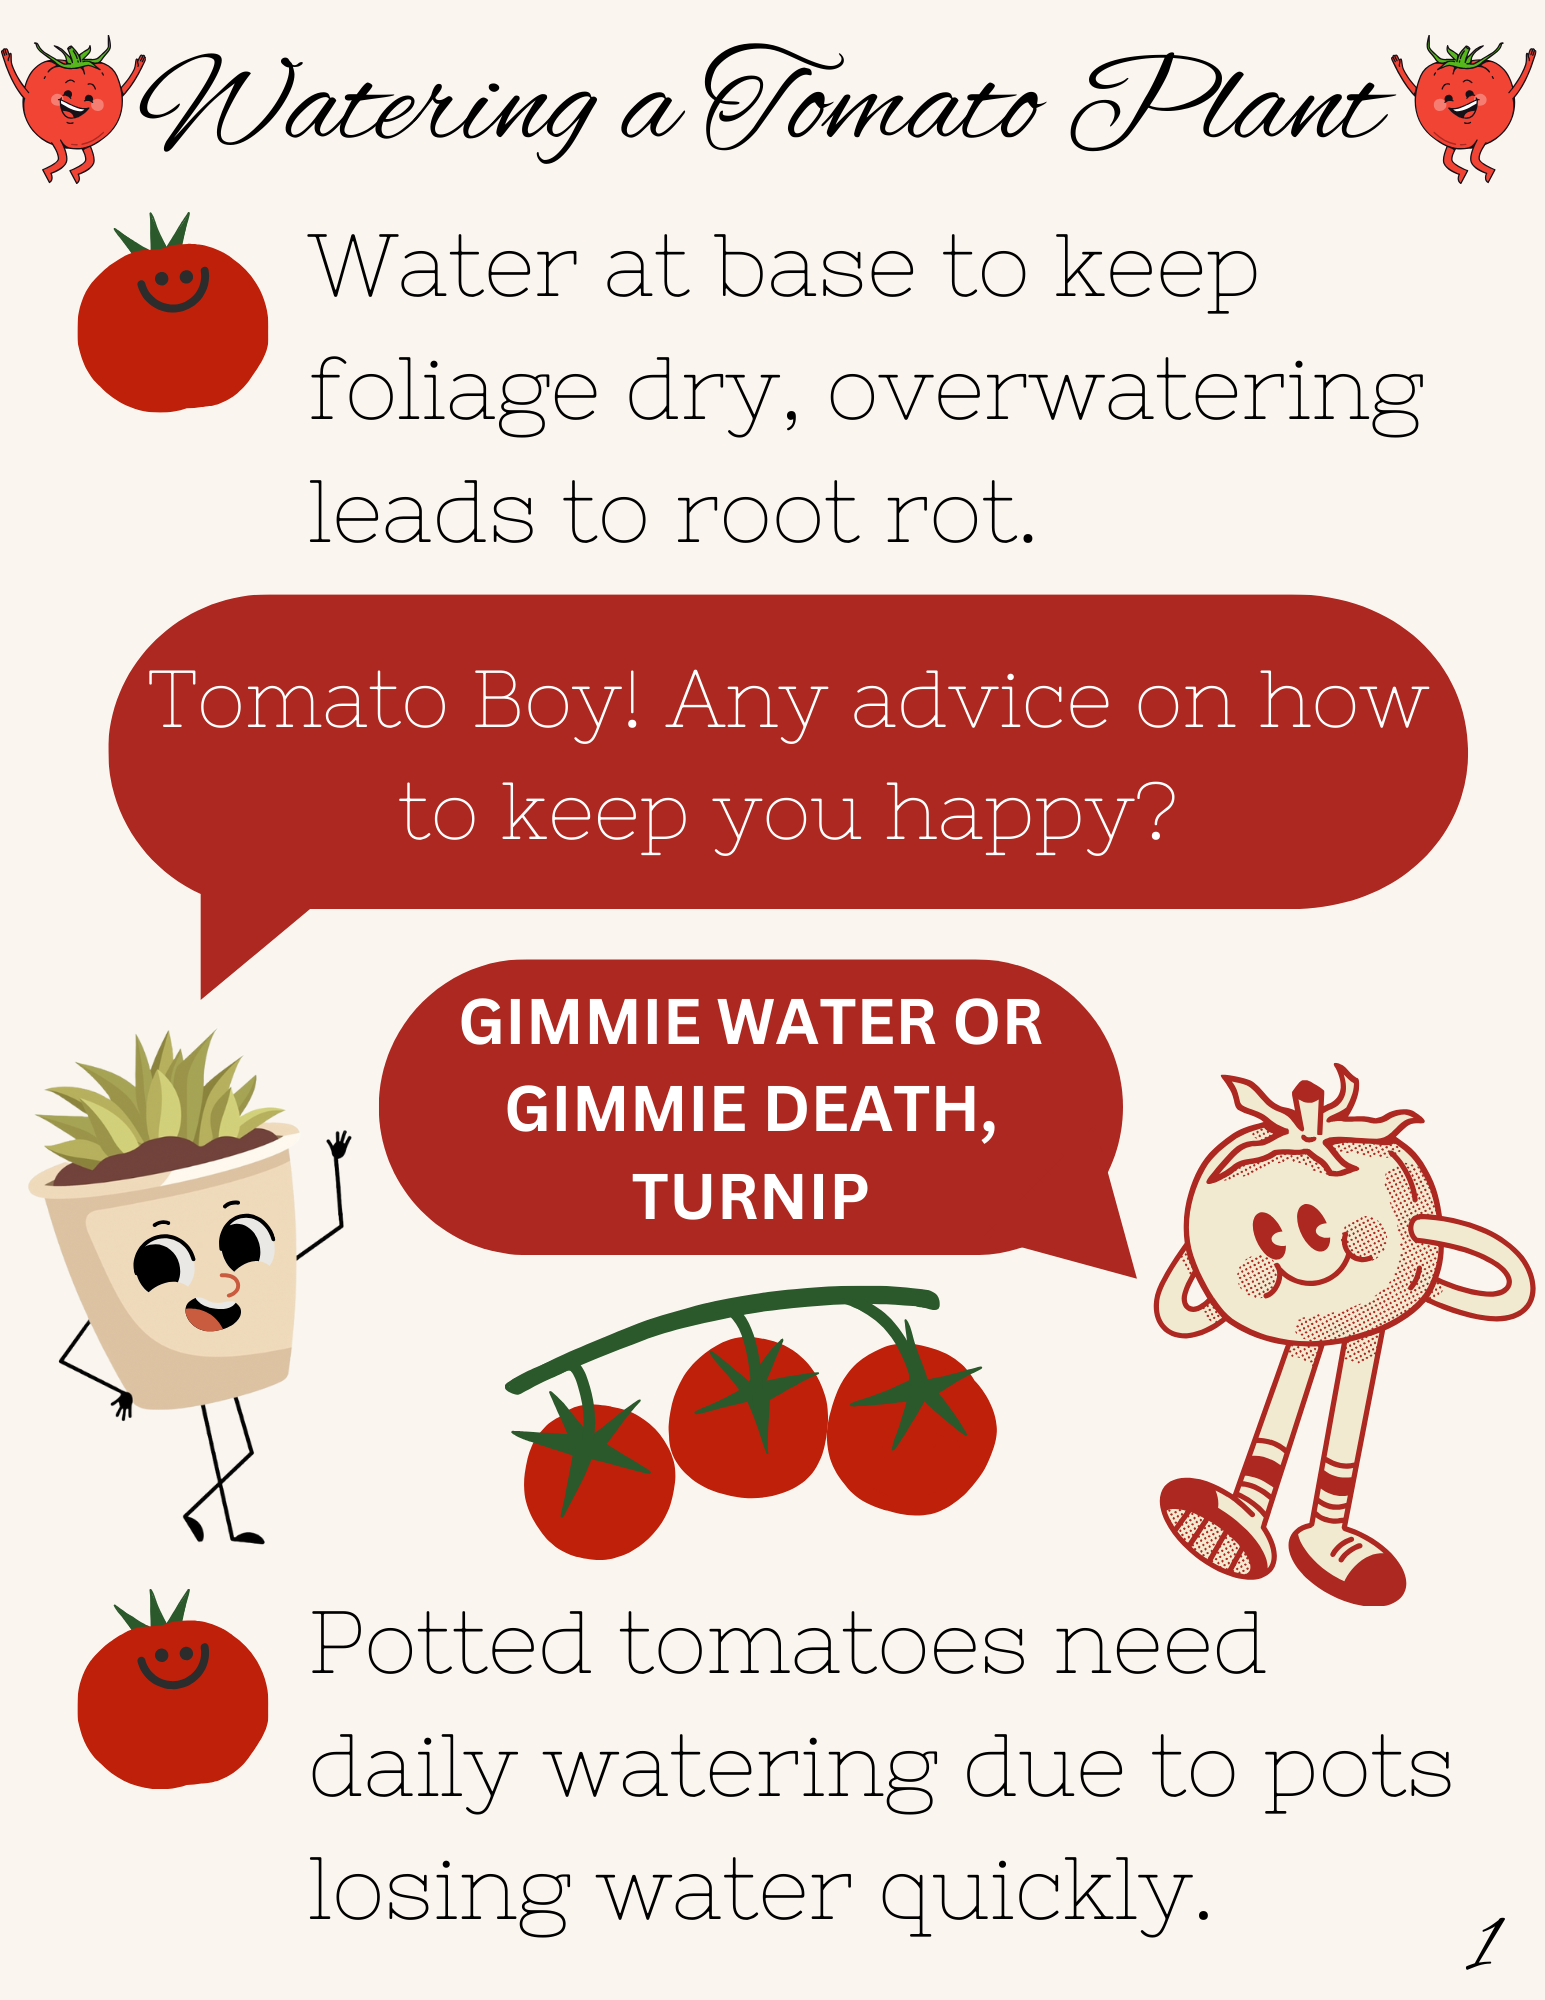 Watering a Tomato Plant
Water at base to keep
foliage dry, overwatering
leads to root rot.
Tomato Boy! Any advice on how
to keep you happy?
GIMMIE WATER OR
GIMMIE DEATH,
TURNIP
Potted tomatoes need
daily watering due to pots
losing water quickly.
1